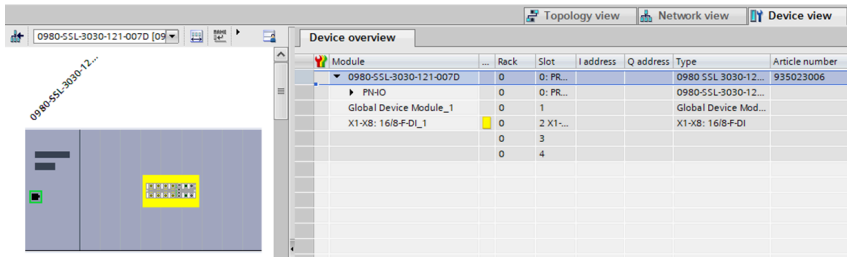 Topology view Network view Device view
0980-SSL-3030-121-007D [09
Device overview
0980-SSL-3030-12...
Module ... Rack Slot I address Q address Type Article number
0980-SSL-3030-121-007D 0 0: PR... 0980 SSL 3030-12... 935023006
PN-IO 0 0: PR... 0980-SSL-3030-12...
Global Device Module_1 0 1 Global Device Mod...
X1-X8: 16/8-F-DI_1 0 2 X1-... X1-X8: 16/8-F-DI
0 3
0 4